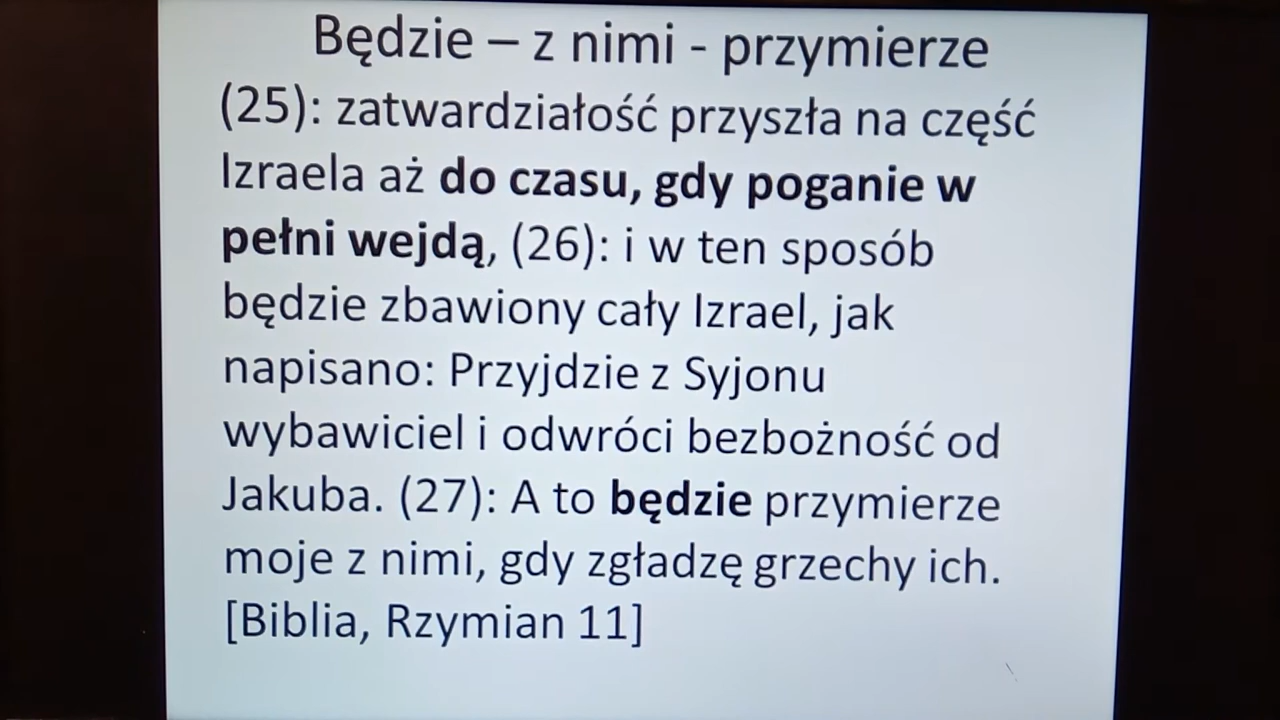 Będzie – z nimi - przymierze
(25): zatwardziałość przyszła na część
Izraela aż do czasu, gdy poganie w
pełni wejdą, (26): i w ten sposób
będzie zbawiony cały Izrael, jak
napisano: Przyjdzie z Syjonu
wybawiciel i odwróci bezbożność od
Jakuba. (27): A to będzie przymierze
moje z nimi, gdy zgładzę grzechy ich.
[Biblia, Rzymian 11]